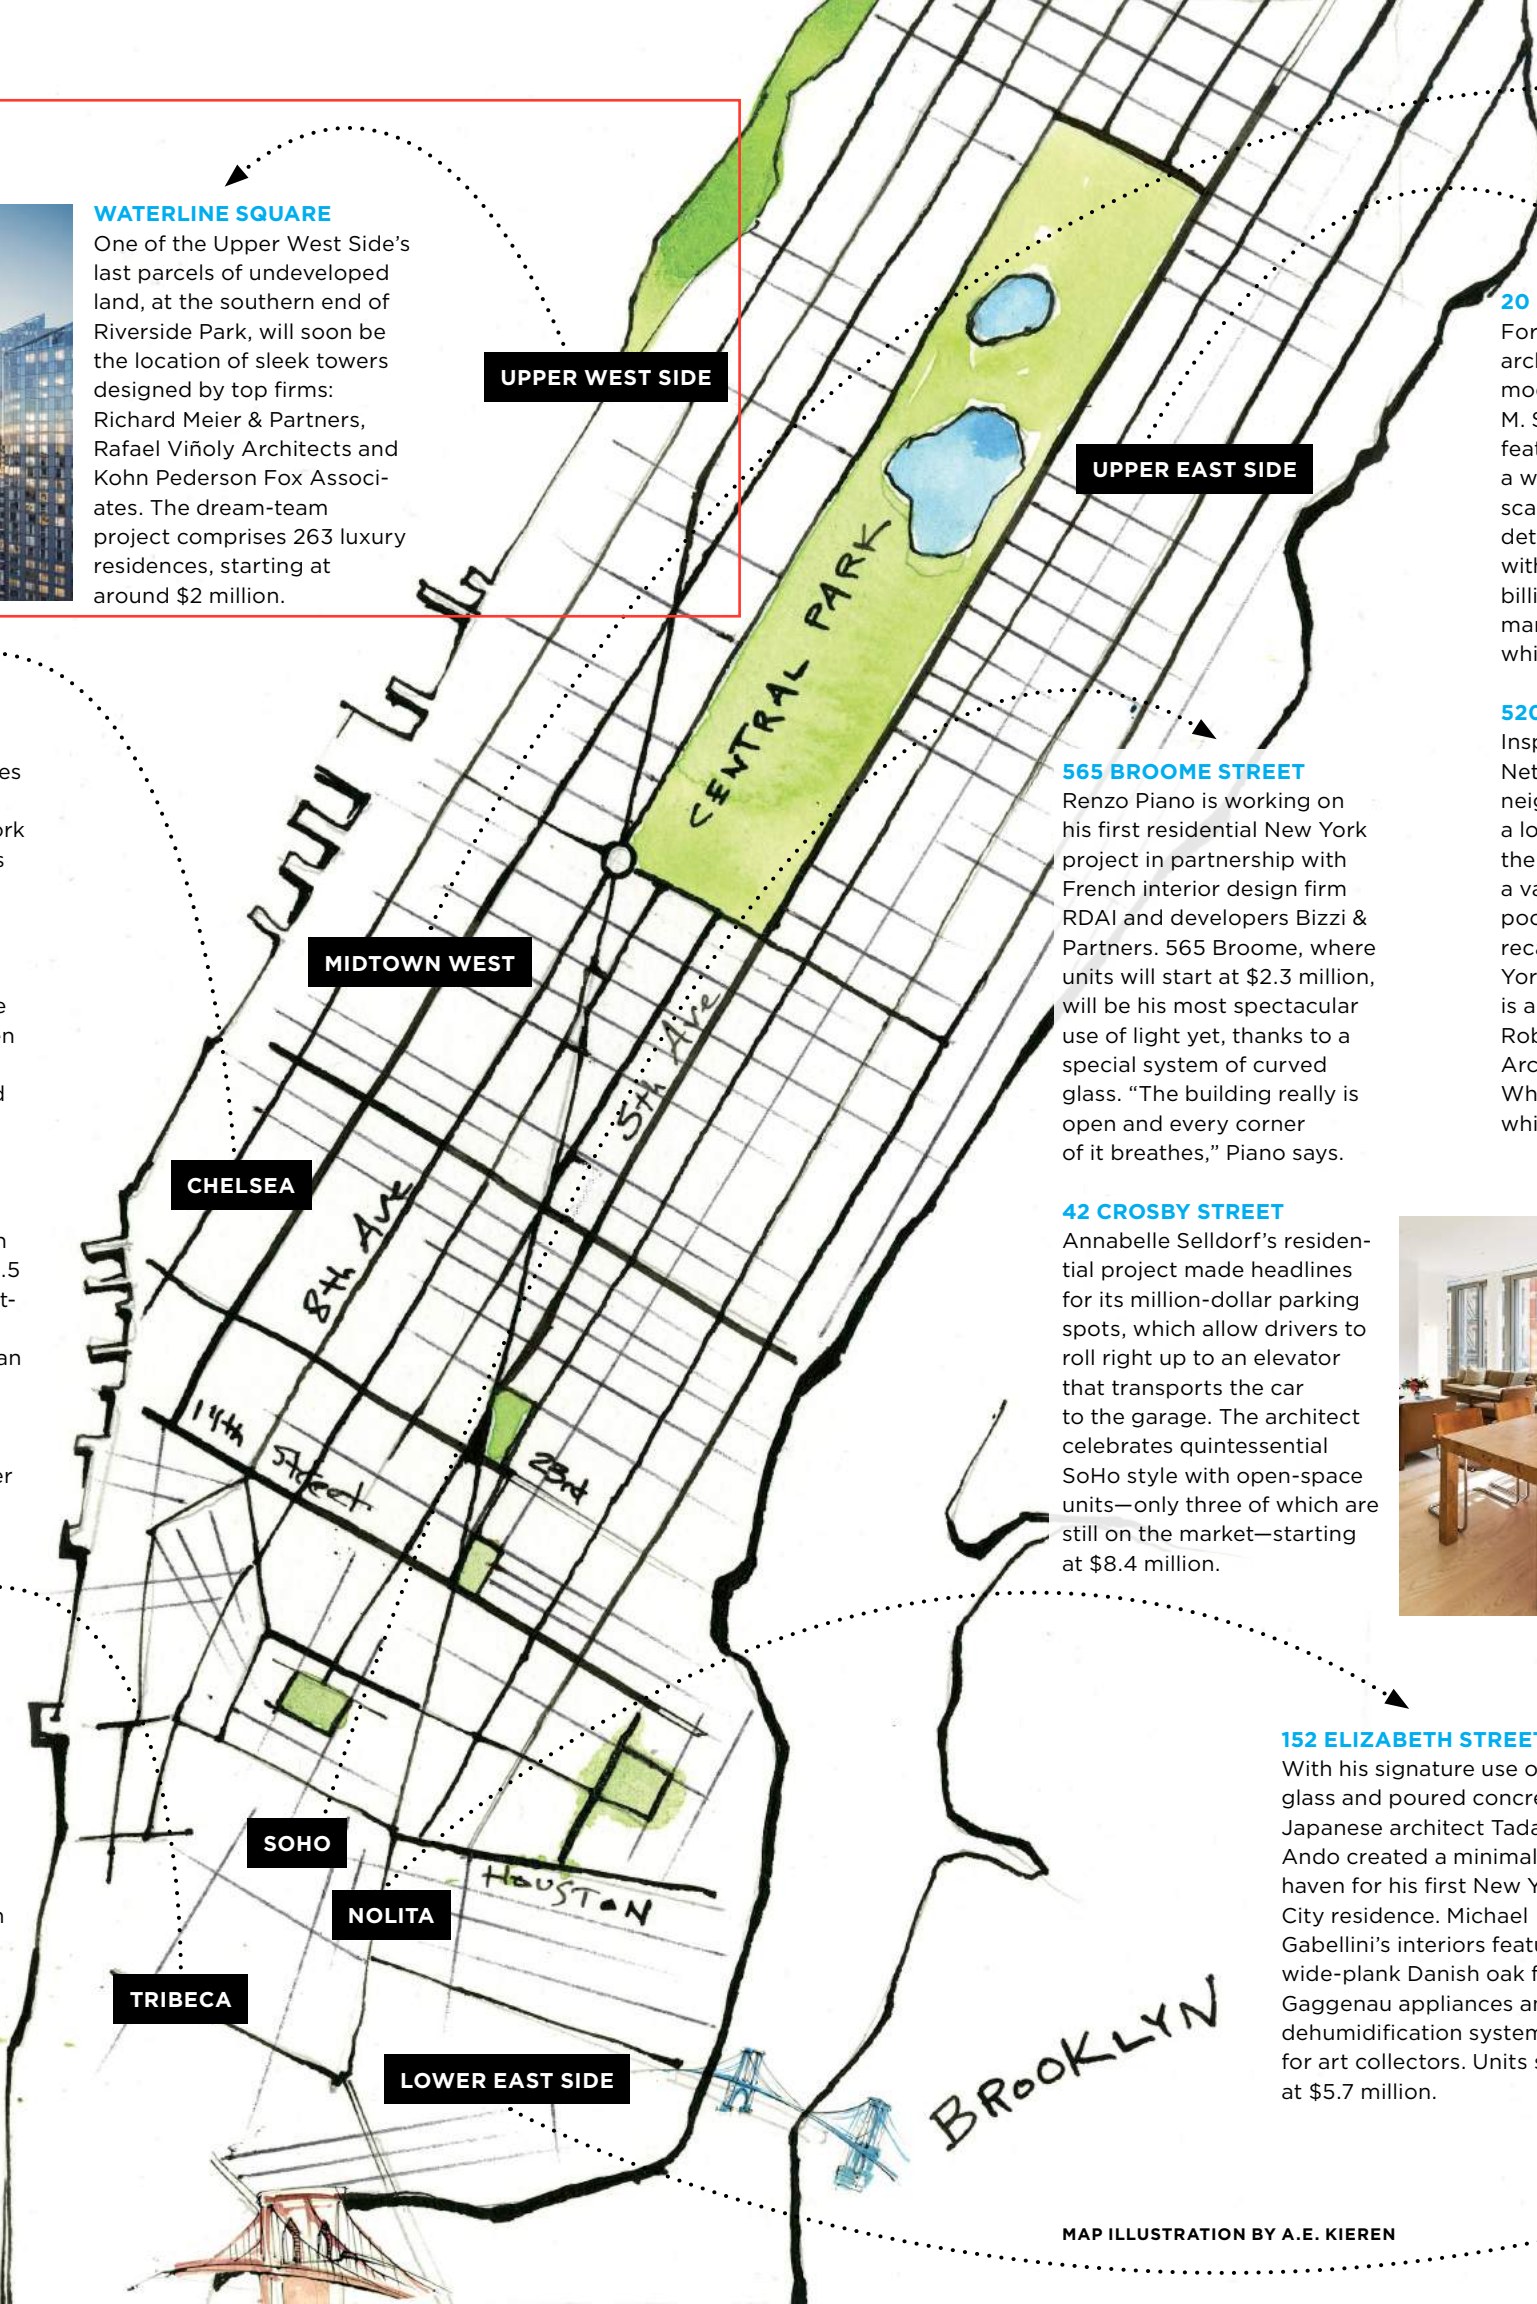 WATERLINE SQUARE
One of the Upper West Side's
last parcels of undeveloped
land, at the southern end of
Riverside Park, will soon be
the location of sleek towers
designed by top firms:
Richard Meier & Partners,
Rafael Viñoly Architects and
Kohn Pederson Fox Associ-
ates. The dream-team
project comprises 263 luxury
residences, starting at
around $2 million.
UPPER WEST SIDE
UPPER EAST SIDE
CENTRAL PARK
MIDTOWN WEST
5th Ave
CHELSEA
8th Ave
14th Street
23rd
SOHO
HOUSTON
NOLITA
TRIBECA
LOWER EAST SIDE
BROOKLYN
565 BROOME STREET
Renzo Piano is working on
his first residential New York
project in partnership with
French interior design firm
RDAI and developers Bizzi &
Partners. 565 Broome, where
units will start at $2.3 million,
will be his most spectacular
use of light yet, thanks to a
special system of curved
glass. “The building really is
open and every corner
of it breathes,” Piano says.
42 CROSBY STREET
Annabelle Selldorf’s residen-
tial project made headlines
for its million-dollar parking
spots, which allow drivers to
roll right up to an elevator
that transports the car
to the garage. The architect
celebrates quintessential
SoHo style with open-space
units—only three of which are
still on the market—starting
at $8.4 million.
152 ELIZABETH STREET
With his signature use
glass and poured
Japanese architect
Ando created a
haven for his first New
City residence. Michael
Gabellini’s interiors
wide-plank Danish oak
Gaggenau appliances
dehumidification
for art collectors. Units
at $5.7 million.
20
520
MAP ILLUSTRATION BY A.E. KIEREN